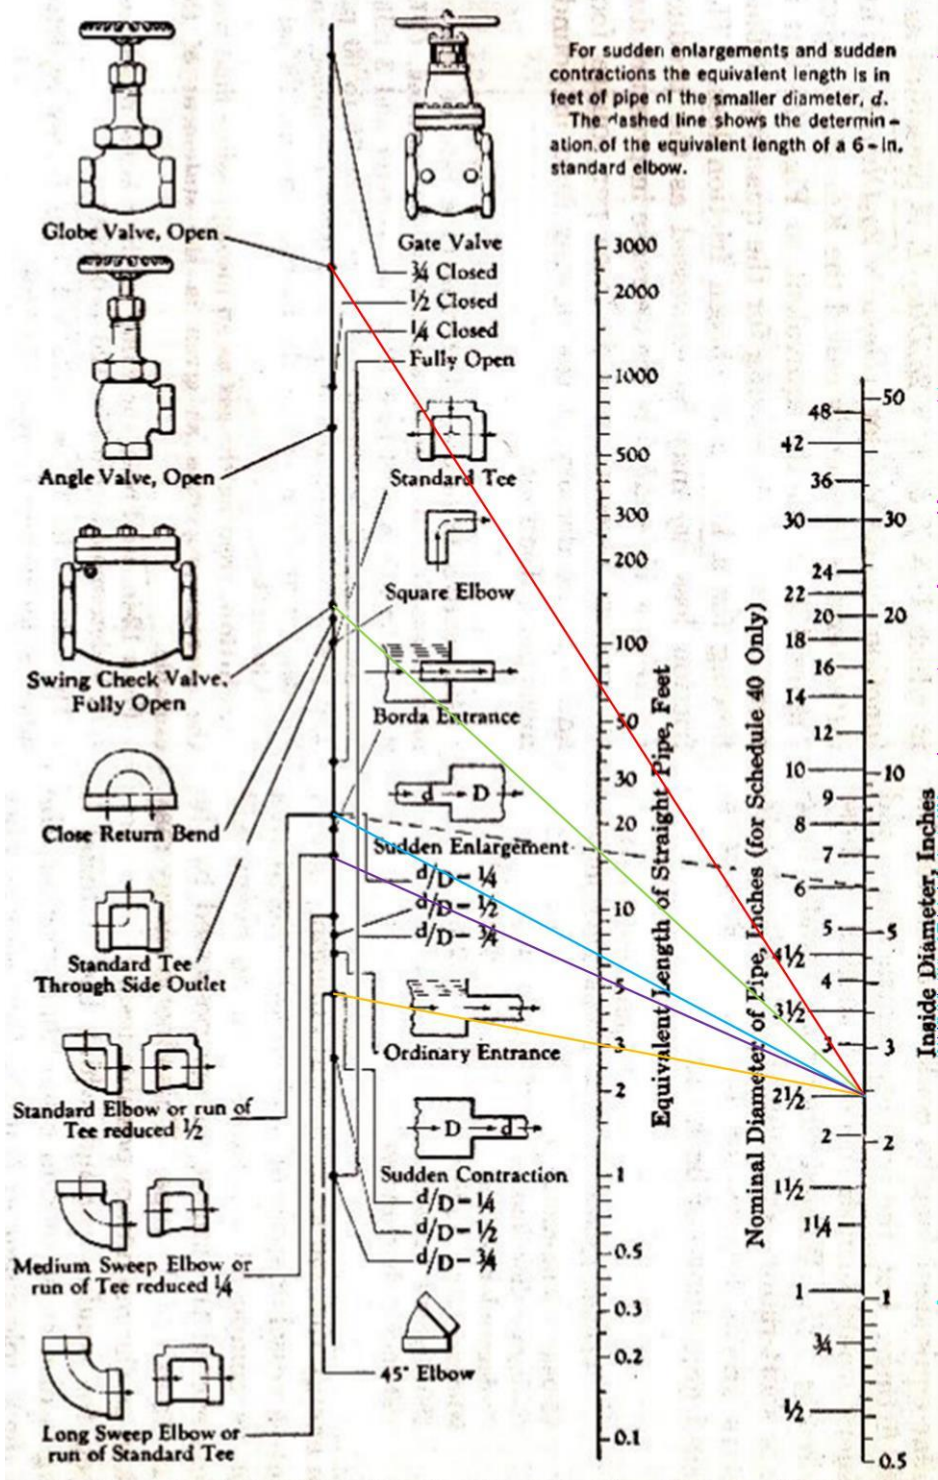 For sudden enlargements and sudden
contractions the equivalent length is in
feet of pipe of the smaller diameter, d.
The dashed line shows the determin-
ation of the equivalent length of a 6-in.
standard elbow.
Globe Valve, Open
Angle Valve, Open
Swing Check Valve,
Fully Open
Close Return Bend
Standard Tee
Through Side Outlet
Standard Elbow or run of
Tee reduced ½
Medium Sweep Elbow or
run of Tee reduced ¼
Long Sweep Elbow or
run of Standard Tee
Gate Valve
¾ Closed
½ Closed
¼ Closed
Fully Open
Standard Tee
Square Elbow
Borda Entrance
d
D
Sudden Enlargement
d/D-¼
d/D-½
d/D-¾
Ordinary Entrance
D
d
Sudden Contraction
d/D-¼
d/D-½
d/D-¾
45° Elbow
3000
2000
1000
500
300
200
100
50
30
20
10
5
3
2
1
0.5
0.3
0.2
0.1
Equivalent Length of Straight Pipe, Feet
Nominal Diameter of Pipe, Inches (for Schedule 40 Only)
48
42
36
30
24
22
20
18
16
14
12
10
9
8
7
6
5
4½
4
3½
3
2½
2
1½
1¼
1
¾
½
50
30
20
10
5
3
2
1
0.5
Inside Diameter, Inches